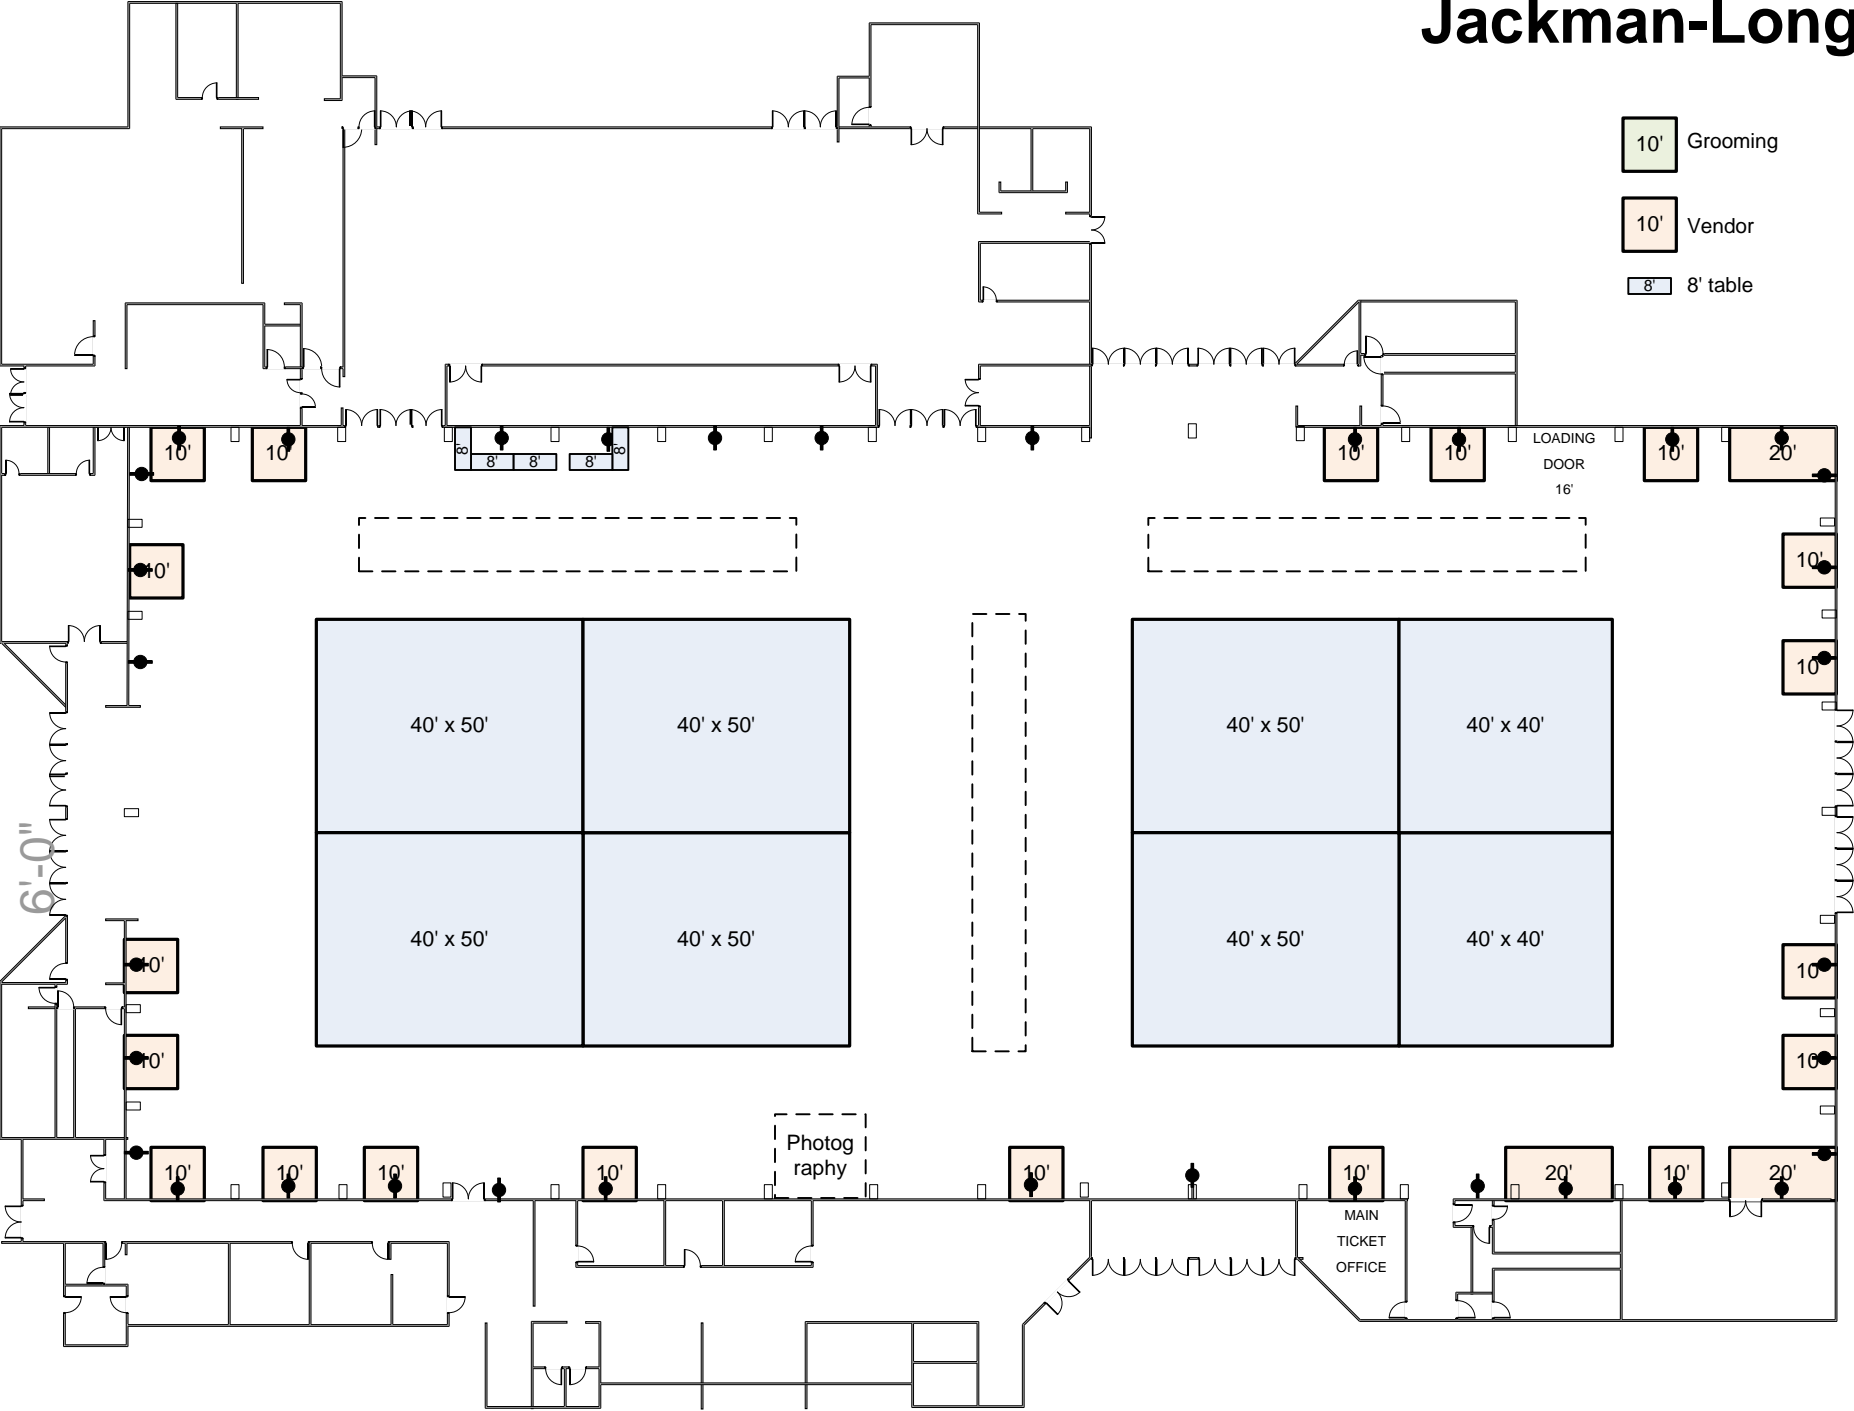 Jackman-Long
10' Grooming
10' Vendor
8' 8' table
LOADING
DOOR
16'
10'
10'
8'
8'
8'
8'
8'
10'
10'
10'
20'
10'
10'
10'
40' x 50'
40' x 50'
40' x 50'
40' x 40'
6'-0"
40' x 50'
40' x 50'
40' x 50'
40' x 40'
10'
10'
10'
10'
Photog
raphy
10'
10'
10'
10'
10'
10'
20'
10'
20'
MAIN
TICKET
OFFICE